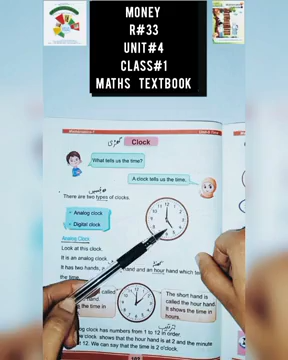 MONEY
R#33
UNIT#4
CLASS#1
MATHS TEXTBOOK
Clock
گھڑی
What tells us the time?
A clock tells us the time.
There are two types of clocks.
Analog clock
Digital clock
Analog Clock
Look at this clock.
It is an analog clock
It has two hands, hand and an hour hand which
the time
called
hand.
The short hand is
called the hour hand.
It shows the time in
hours.
clock has numbers from 1 to 12 in order
clock shows that the hour hand is at 2 and the minute
12. We can say that the time is 2 o'clock.